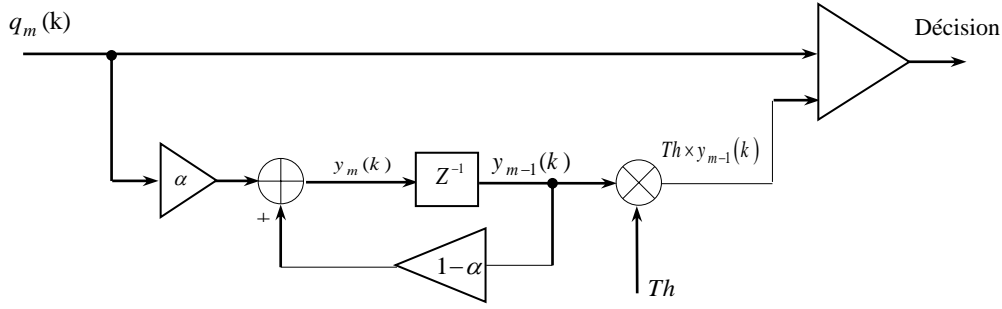 q_m(k)
Décision
α
+
y_m(k)
Z^{-1}
y_{m-1}(k)
Th×y_{m-1}(k)
1−α
Th